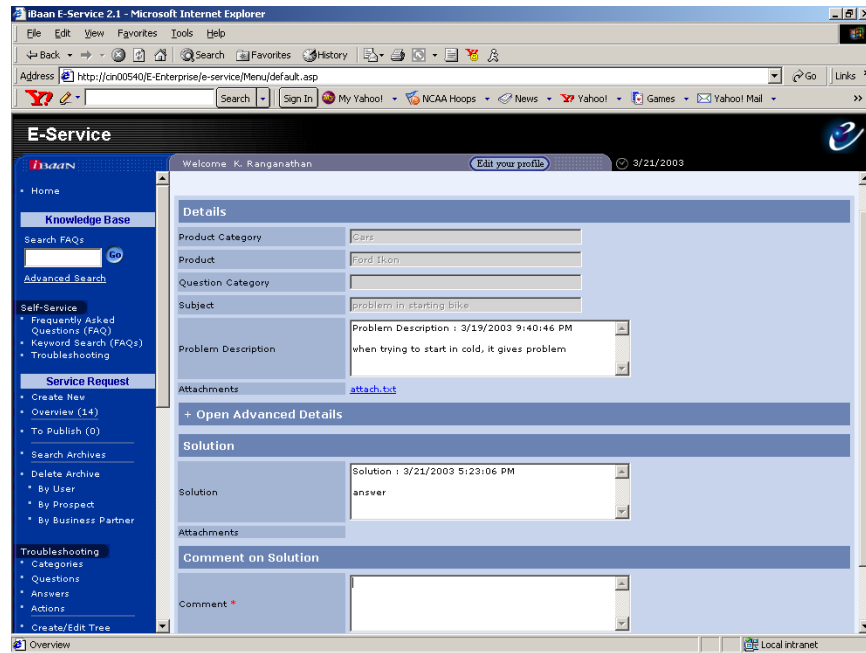 iBaan E-Service 2.1 - Microsoft Internet Explorer
File Edit View Favorites Tools Help
Back Search Favorites History
Address http://cin00540/E-Enterprise/e-service/Menu/default.asp Go Links
Y! Search Sign In My Yahoo! NCAA Hoops News Yahoo! Games Yahoo! Mail »
E-Service
iBaan Welcome K. Ranganathan Edit your profile 3/21/2003
Home
Knowledge Base
Search FAQs
Go
Advanced Search
Self-Service
Frequently Asked
Questions (FAQ)
Keyword Search (FAQs)
Troubleshooting
Service Request
Create New
Overview (14)
To Publish (0)
Search Archives
Delete Archive
By User
By Prospect
By Business Partner
Troubleshooting
Categories
Questions
Answers
Actions
Create/Edit Tree
Details
Product Category Cars
Product Ford Ikon
Question Category
Subject problem in starting bike
Problem Description : 3/19/2003 9:40:46 PM
Problem Description when trying to start in cold, it gives problem
Attachments attach.txt
+ Open Advanced Details
Solution
Solution : 3/21/2003 5:23:06 PM
Solution answer
Attachments
Comment on Solution
Comment *
Overview Local intranet